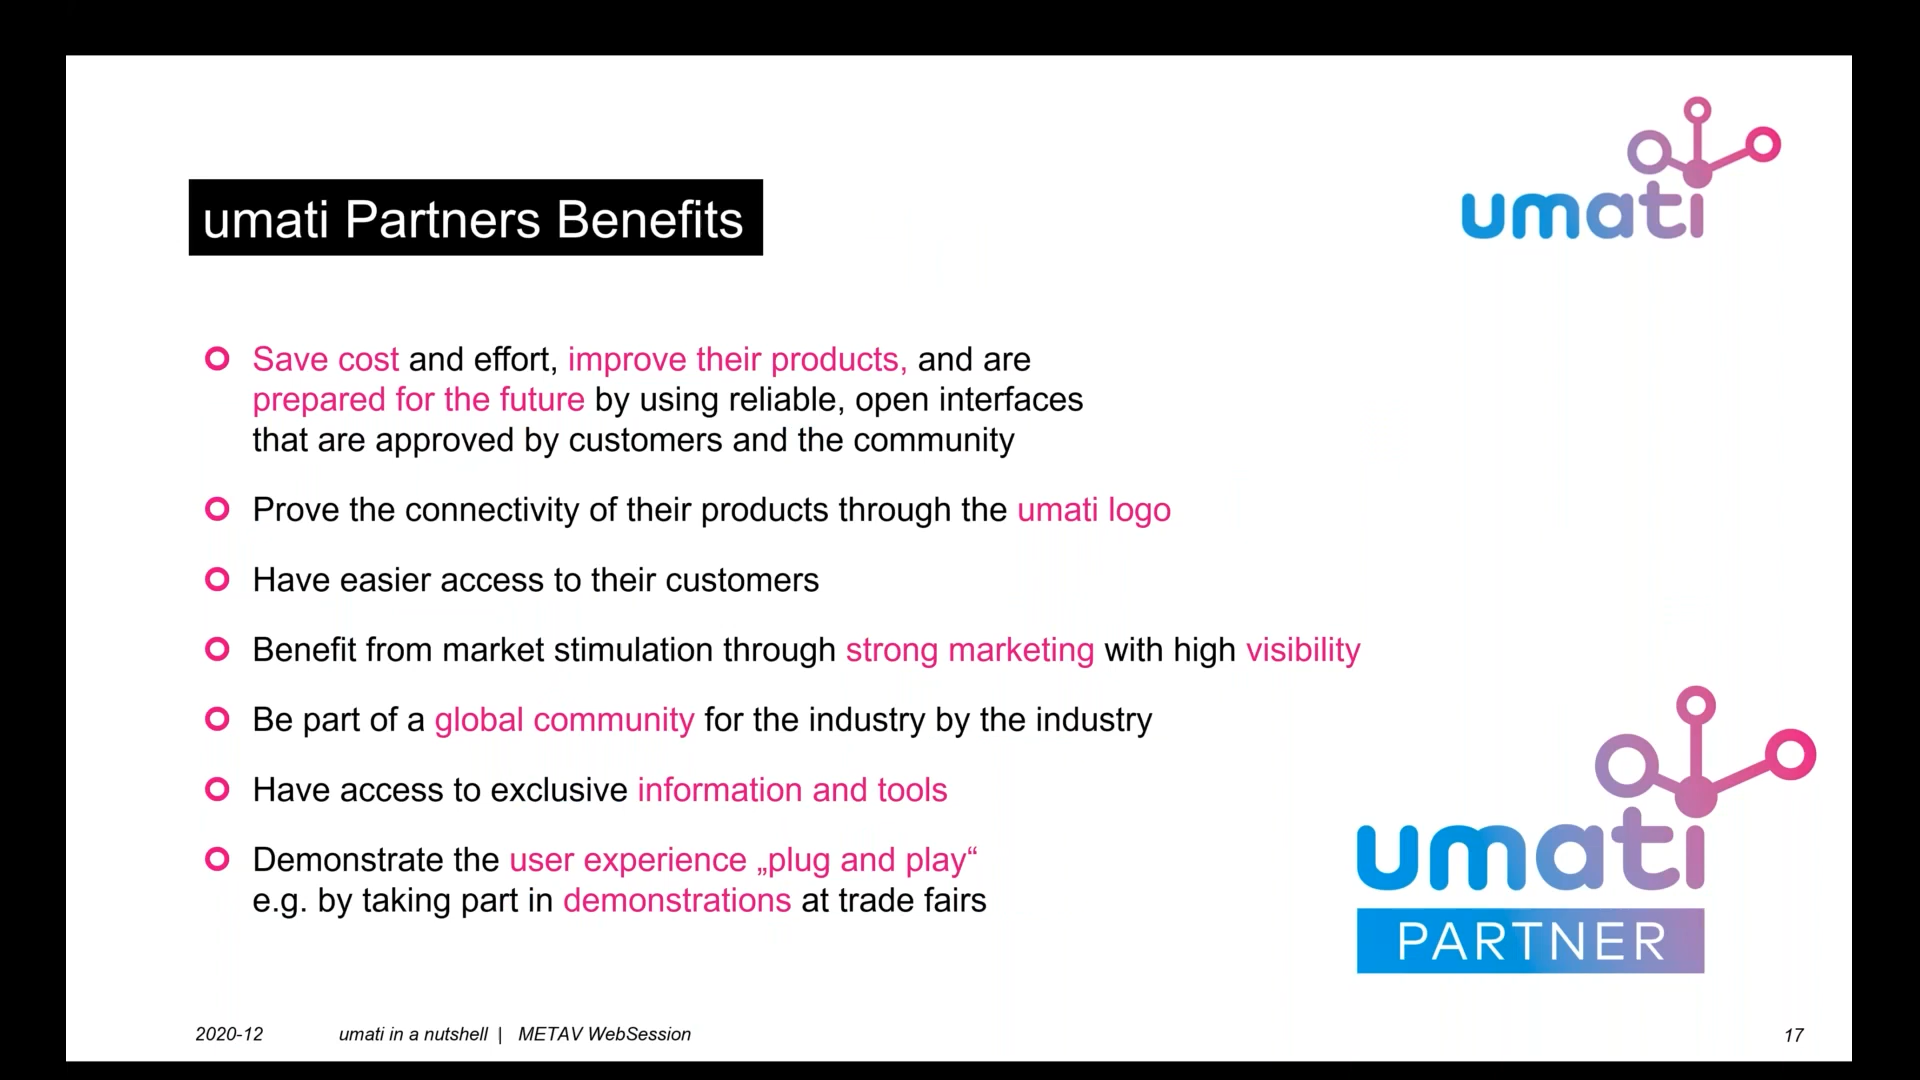 umati
umati Partners Benefits
Save cost and effort, improve their products, and are
prepared for the future by using reliable, open interfaces
that are approved by customers and the community
Prove the connectivity of their products through the umati logo
Have easier access to their customers
Benefit from market stimulation through strong marketing with high visibility
Be part of a global community for the industry by the industry
Have access to exclusive information and tools
Demonstrate the user experience „plug and play“
e.g. by taking part in demonstrations at trade fairs
umati
PARTNER
2020-12 umati in a nutshell | METAV WebSession 17